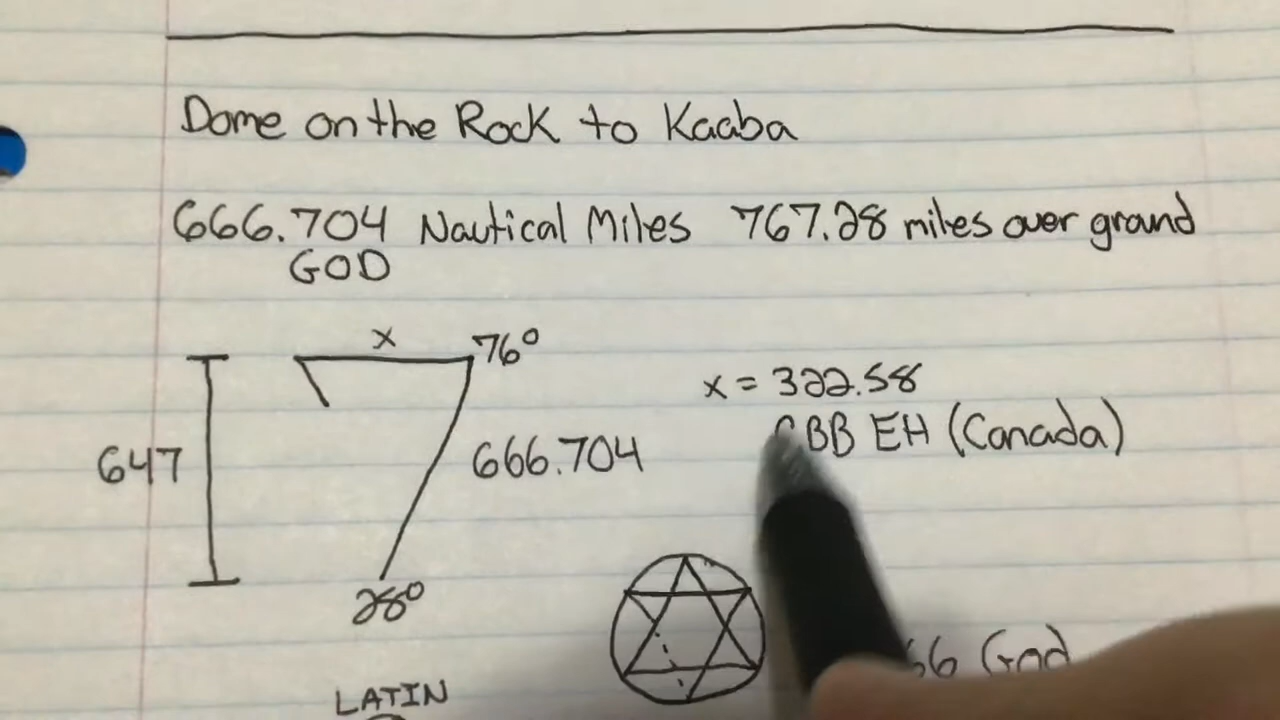 Dome on the Rock to Kaaba
666.704 Nautical Miles 767.28 miles over ground
GOD
x
76°
x = 322.58
BB EH (Canada)
647
666.704
28°
God
LATIN